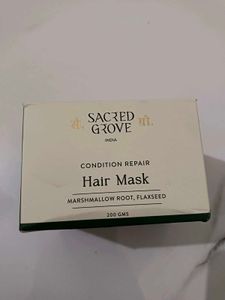 SACRED
GROVE
INDIA
CONDITION REPAIR
Hair Mask
MARSHMALLOW ROOT, FLAXSEED
200 GMS